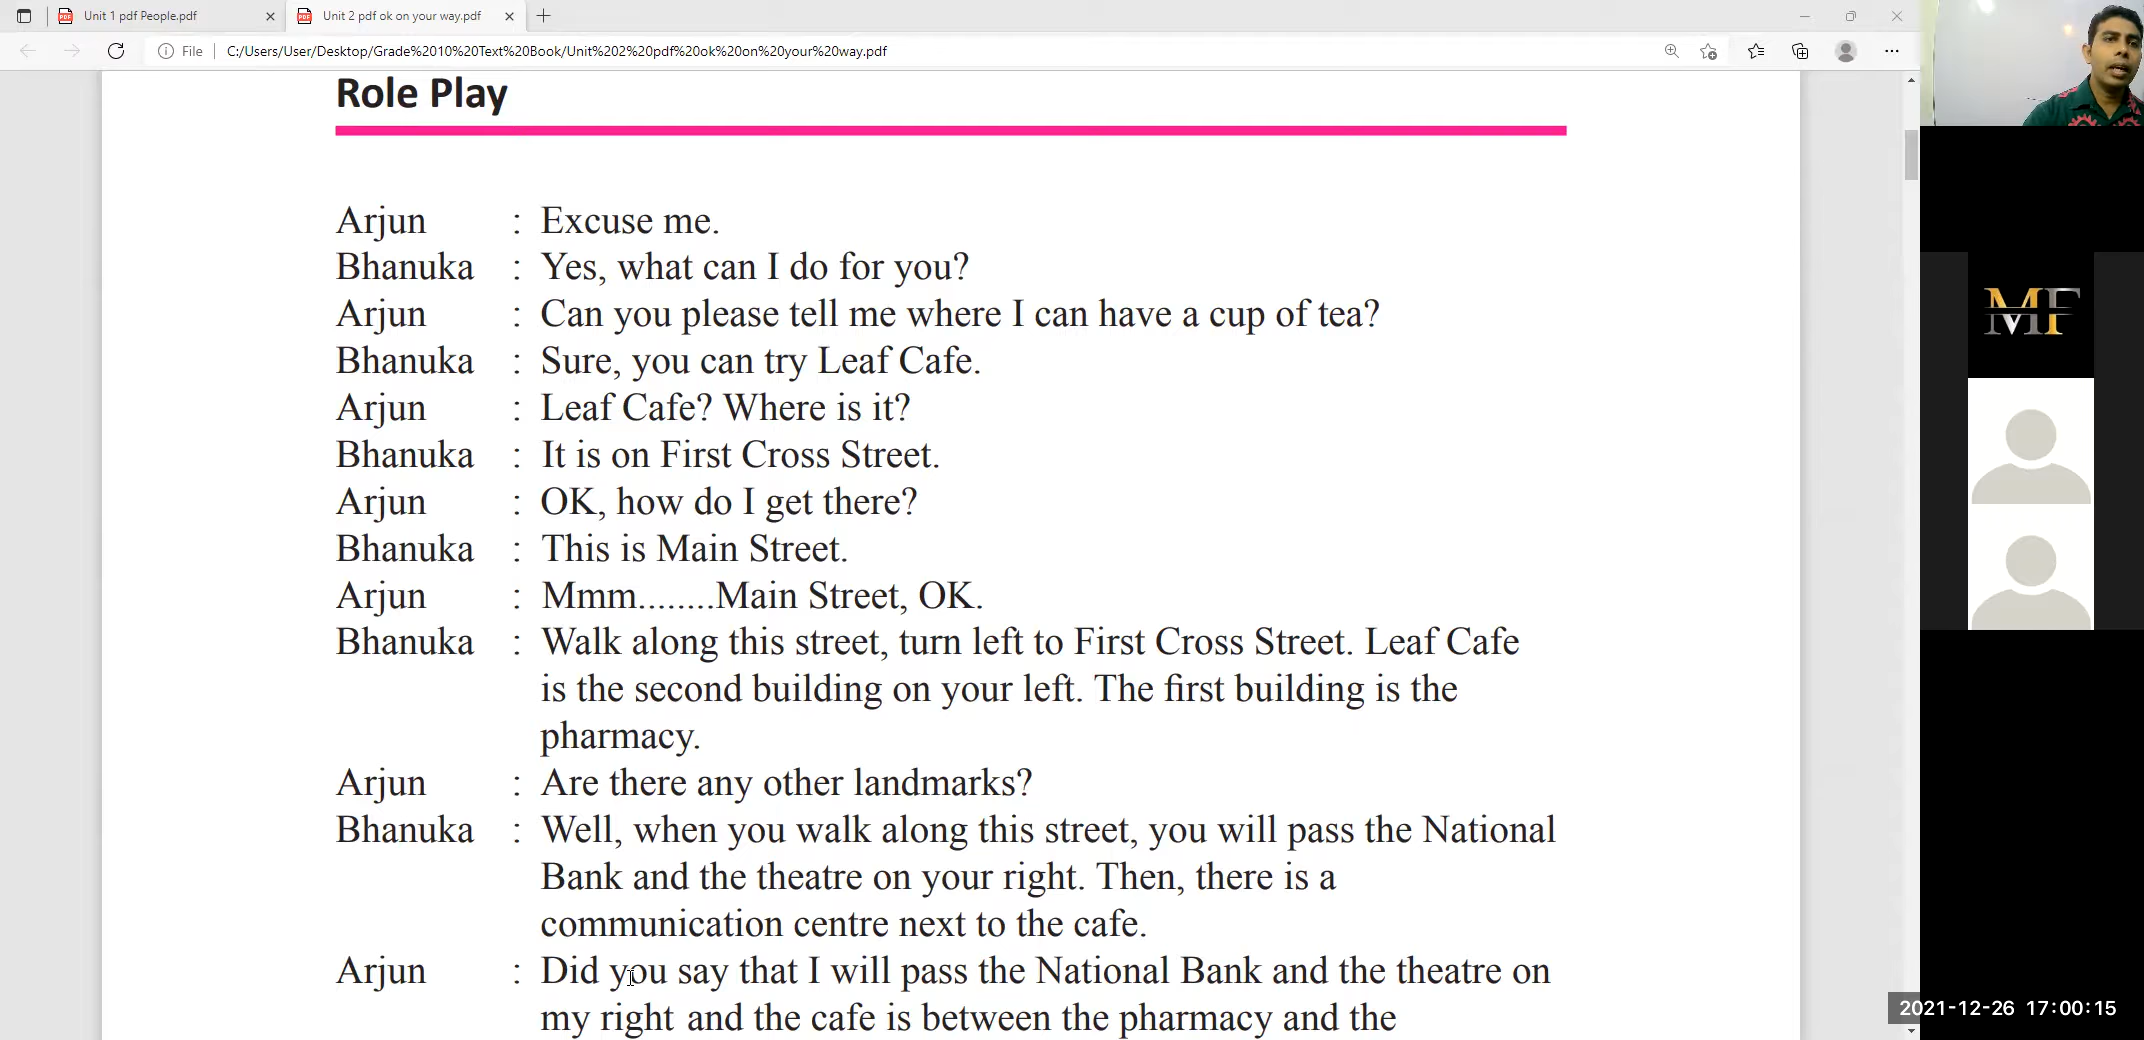 Unit 1 pdf People.pdf
Unit 2 pdf ok on your way.pdf
File C:/Users/User/Desktop/Grade%2010%20Text%20Book/Unit%202%20pdf%20ok%20on%20your%20way.pdf
Role Play
Arjun : Excuse me.
Bhanuka : Yes, what can I do for you?
Arjun : Can you please tell me where I can have a cup of tea?
Bhanuka : Sure, you can try Leaf Cafe.
Arjun : Leaf Cafe? Where is it?
Bhanuka : It is on First Cross Street.
Arjun : OK, how do I get there?
Bhanuka : This is Main Street.
Arjun : Mmm........Main Street, OK.
Bhanuka : Walk along this street, turn left to First Cross Street. Leaf Cafe
is the second building on your left. The first building is the
pharmacy.
Arjun : Are there any other landmarks?
Bhanuka : Well, when you walk along this street, you will pass the National
Bank and the theatre on your right. Then, there is a
communication centre next to the cafe.
Arjun : Did you say that I will pass the National Bank and the theatre on
my right and the cafe is between the pharmacy and the
MF
2021-12-26 17:00:15